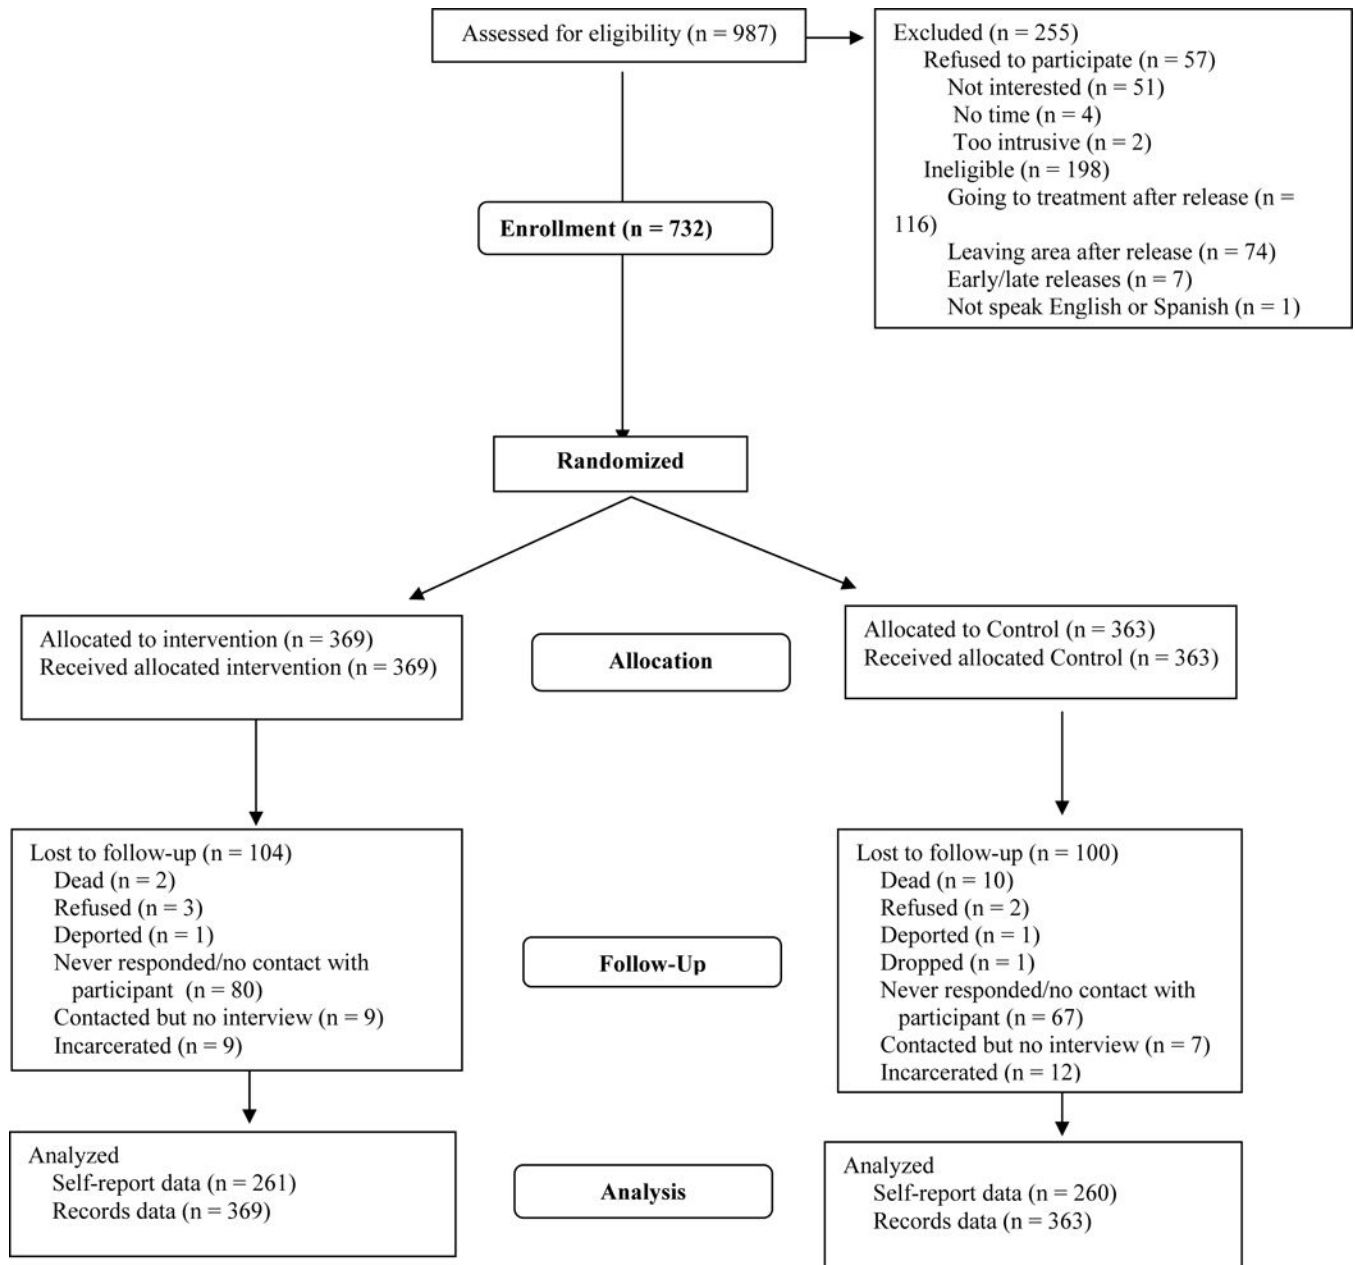 Assessed for eligibility (n = 987)
Excluded (n = 255)
Refused to participate (n = 57)
Not interested (n = 51)
No time (n = 4)
Too intrusive (n = 2)
Ineligible (n = 198)
Going to treatment after release (n =
116)
Leaving area after release (n = 74)
Early/late releases (n = 7)
Not speak English or Spanish (n = 1)
Enrollment (n = 732)
Randomized
Allocated to intervention (n = 369)
Received allocated intervention (n = 369)
Allocation
Allocated to Control (n = 363)
Received allocated Control (n = 363)
Lost to follow-up (n = 104)
Dead (n = 2)
Refused (n = 3)
Deported (n = 1)
Never responded/no contact with
participant (n = 80)
Contacted but no interview (n = 9)
Incarcerated (n = 9)
Follow-Up
Lost to follow-up (n = 100)
Dead (n = 10)
Refused (n = 2)
Deported (n = 1)
Dropped (n = 1)
Never responded/no contact with
participant (n = 67)
Contacted but no interview (n = 7)
Incarcerated (n = 12)
Analyzed
Self-report data (n = 261)
Records data (n = 369)
Analysis
Analyzed
Self-report data (n = 260)
Records data (n = 363)